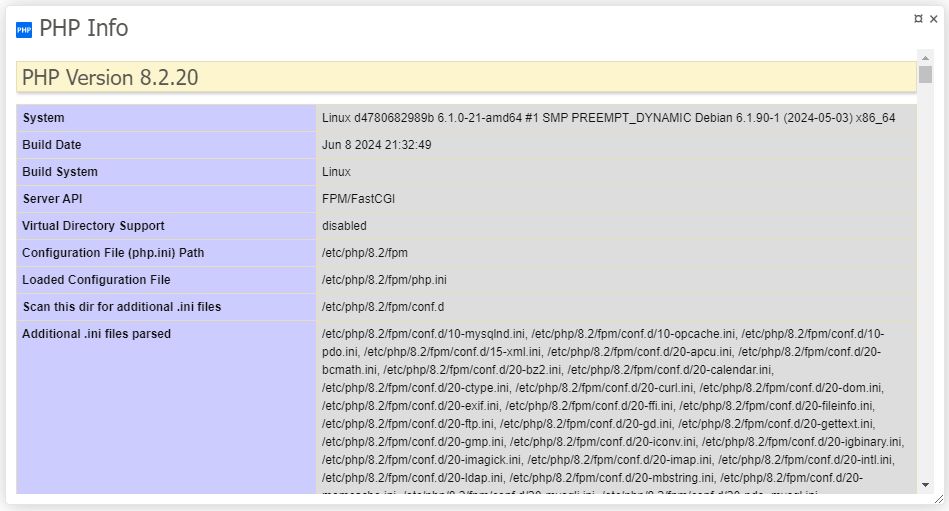 PHP PHP Info
PHP Version 8.2.20
System Linux d4780682989b 6.1.0-21-amd64 #1 SMP PREEMPT_DYNAMIC Debian 6.1.90-1 (2024-05-03) x86_64
Build Date Jun 8 2024 21:32:49
Build System Linux
Server API FPM/FastCGI
Virtual Directory Support disabled
Configuration File (php.ini) Path /etc/php/8.2/fpm
Loaded Configuration File /etc/php/8.2/fpm/php.ini
Scan this dir for additional .ini files /etc/php/8.2/fpm/conf.d
Additional .ini files parsed /etc/php/8.2/fpm/conf.d/10-mysqlnd.ini, /etc/php/8.2/fpm/conf.d/10-opcache.ini, /etc/php/8.2/fpm/conf.d/10-
pdo.ini, /etc/php/8.2/fpm/conf.d/15-xml.ini, /etc/php/8.2/fpm/conf.d/20-apcu.ini, /etc/php/8.2/fpm/conf.d/20-
bcmath.ini, /etc/php/8.2/fpm/conf.d/20-bz2.ini, /etc/php/8.2/fpm/conf.d/20-calendar.ini,
/etc/php/8.2/fpm/conf.d/20-ctype.ini, /etc/php/8.2/fpm/conf.d/20-curl.ini, /etc/php/8.2/fpm/conf.d/20-dom.ini,
/etc/php/8.2/fpm/conf.d/20-exif.ini, /etc/php/8.2/fpm/conf.d/20-ffi.ini, /etc/php/8.2/fpm/conf.d/20-fileinfo.ini,
/etc/php/8.2/fpm/conf.d/20-ftp.ini, /etc/php/8.2/fpm/conf.d/20-gd.ini, /etc/php/8.2/fpm/conf.d/20-gettext.ini,
/etc/php/8.2/fpm/conf.d/20-gmp.ini, /etc/php/8.2/fpm/conf.d/20-iconv.ini, /etc/php/8.2/fpm/conf.d/20-igbinary.ini,
/etc/php/8.2/fpm/conf.d/20-imagick.ini, /etc/php/8.2/fpm/conf.d/20-imap.ini, /etc/php/8.2/fpm/conf.d/20-intl.ini,
/etc/php/8.2/fpm/conf.d/20-ldap.ini, /etc/php/8.2/fpm/conf.d/20-mbstring.ini, /etc/php/8.2/fpm/conf.d/20-